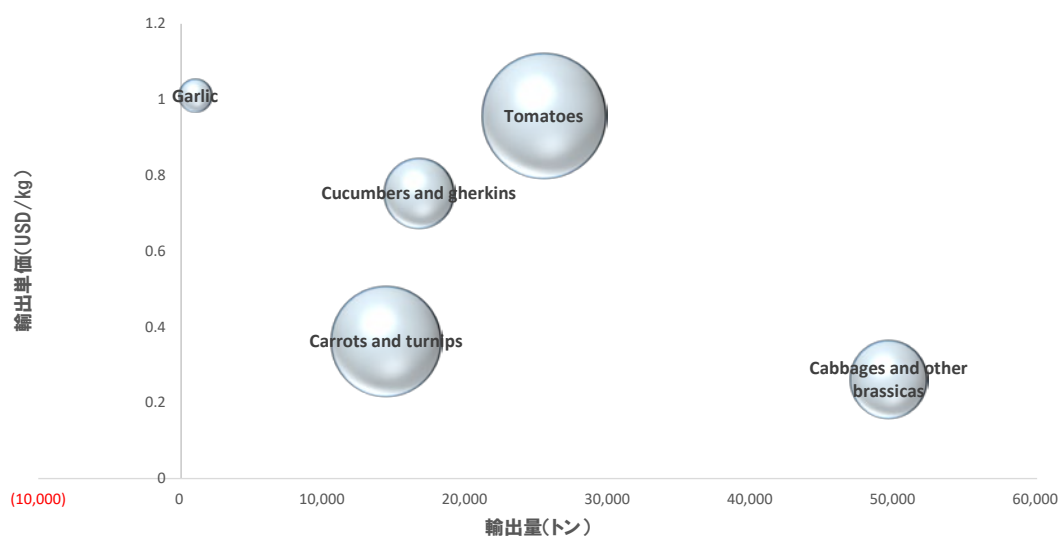 1.2
1
0.8
0.6
0.4
0.2
0
輸出単価(USD/kg)
Garlic
Tomatoes
Cucumbers and gherkins
Carrots and turnips
Cabbages and other
brassicas
(10,000)
0
10,000
20,000
30,000
40,000
50,000
60,000
輸出量(トン)